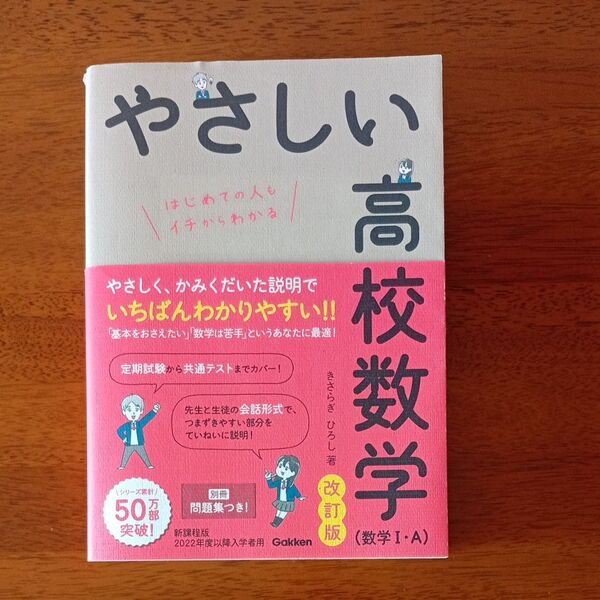 やさしい
高校数学
(数学Ⅰ・A)
はじめての人も
イチからわかる
きさらぎ ひろし 著
改訂版
やさしく、かみくだいた説明で
いちばんわかりやすい!!
「基本をおさえたい」「数学は苦手」というあなたに最適!
定期試験から共通テストまでカバー!
先生と生徒の会話形式で、
つまずきやすい部分を
ていねいに説明!
シリーズ累計
50万部
突破!
別冊
問題集つき!
新課程版
2022年度以降入学者用
Gakken